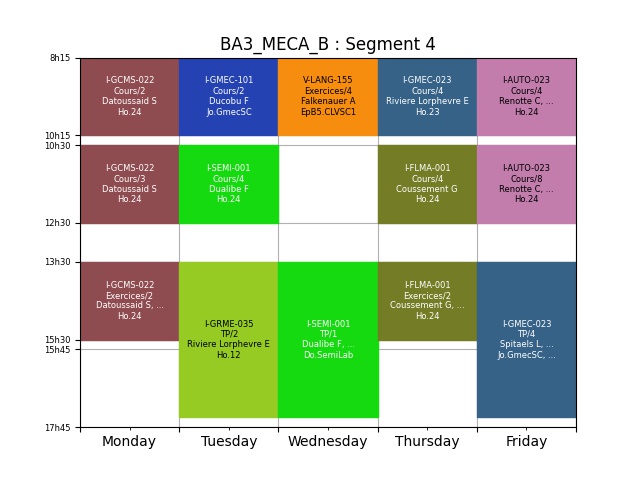 BA3_MECA_B : Segment 4
8h15
10h15
10h30
12h30
13h30
15h30
15h45
17h45
I-GCMS-022
Cours/2
Datoussaid S
Ho.24
I-GMEC-101
Cours/2
Ducobu F
Jo.GmecSC
V-LANG-155
Exercices/4
Falkenauer A
EpB5.CLVSC1
I-GMEC-023
Cours/4
Riviere Lorphevre E
Ho.23
I-AUTO-023
Cours/4
Renotte C, ...
Ho.24
I-GCMS-022
Cours/3
Datoussaid S
Ho.24
I-SEMI-001
Cours/4
Dualibe F
Ho.24
I-FLMA-001
Cours/4
Coussement G
Ho.24
I-AUTO-023
Cours/8
Renotte C, ...
Ho.24
I-GCMS-022
Exercices/2
Datoussaid S, ...
Ho.24
I-GRME-035
TP/2
Riviere Lorphevre E
Ho.12
I-SEMI-001
TP/1
Dualibe F, ...
Do.SemiLab
I-FLMA-001
Exercices/2
Coussement G, ...
Ho.24
I-GMEC-023
TP/4
Spitaels L, ...
Jo.GmecSC, ...
Monday
Tuesday
Wednesday
Thursday
Friday